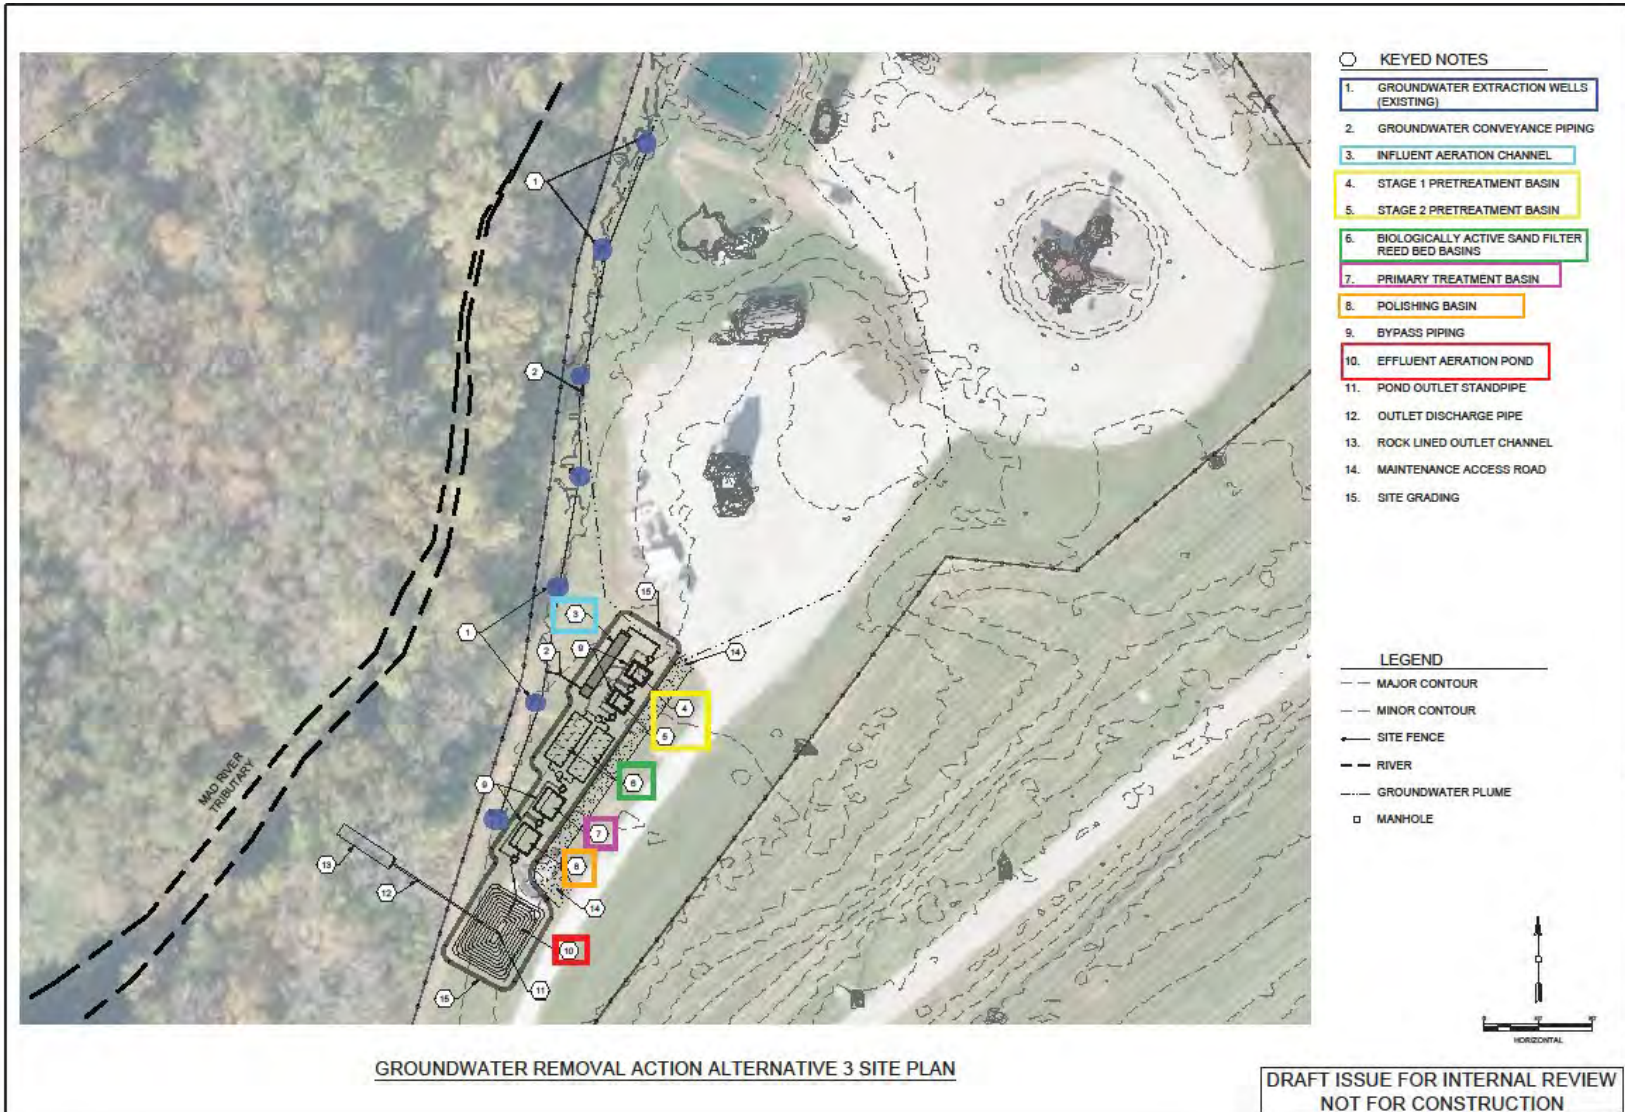 KEYED NOTES
1. GROUNDWATER EXTRACTION WELLS
(EXISTING)
2. GROUNDWATER CONVEYANCE PIPING
3. INFLUENT AERATION CHANNEL
4. STAGE 1 PRETREATMENT BASIN
5. STAGE 2 PRETREATMENT BASIN
6. BIOLOGICALLY ACTIVE SAND FILTER
REED BED BASINS
7. PRIMARY TREATMENT BASIN
8. POLISHING BASIN
9. BYPASS PIPING
10. EFFLUENT AERATION POND
11. POND OUTLET STANDPIPE
12. OUTLET DISCHARGE PIPE
13. ROCK LINED OUTLET CHANNEL
14. MAINTENANCE ACCESS ROAD
15. SITE GRADING
1
2
3
15
1
2
9
14
4
5
6
9
7
8
13
12
14
10
11
15
MAD RIVER
TRIBUTARY
LEGEND
MAJOR CONTOUR
MINOR CONTOUR
SITE FENCE
RIVER
GROUNDWATER PLUME
MANHOLE
HORIZONTAL
GROUNDWATER REMOVAL ACTION ALTERNATIVE 3 SITE PLAN
DRAFT ISSUE FOR INTERNAL REVIEW
NOT FOR CONSTRUCTION